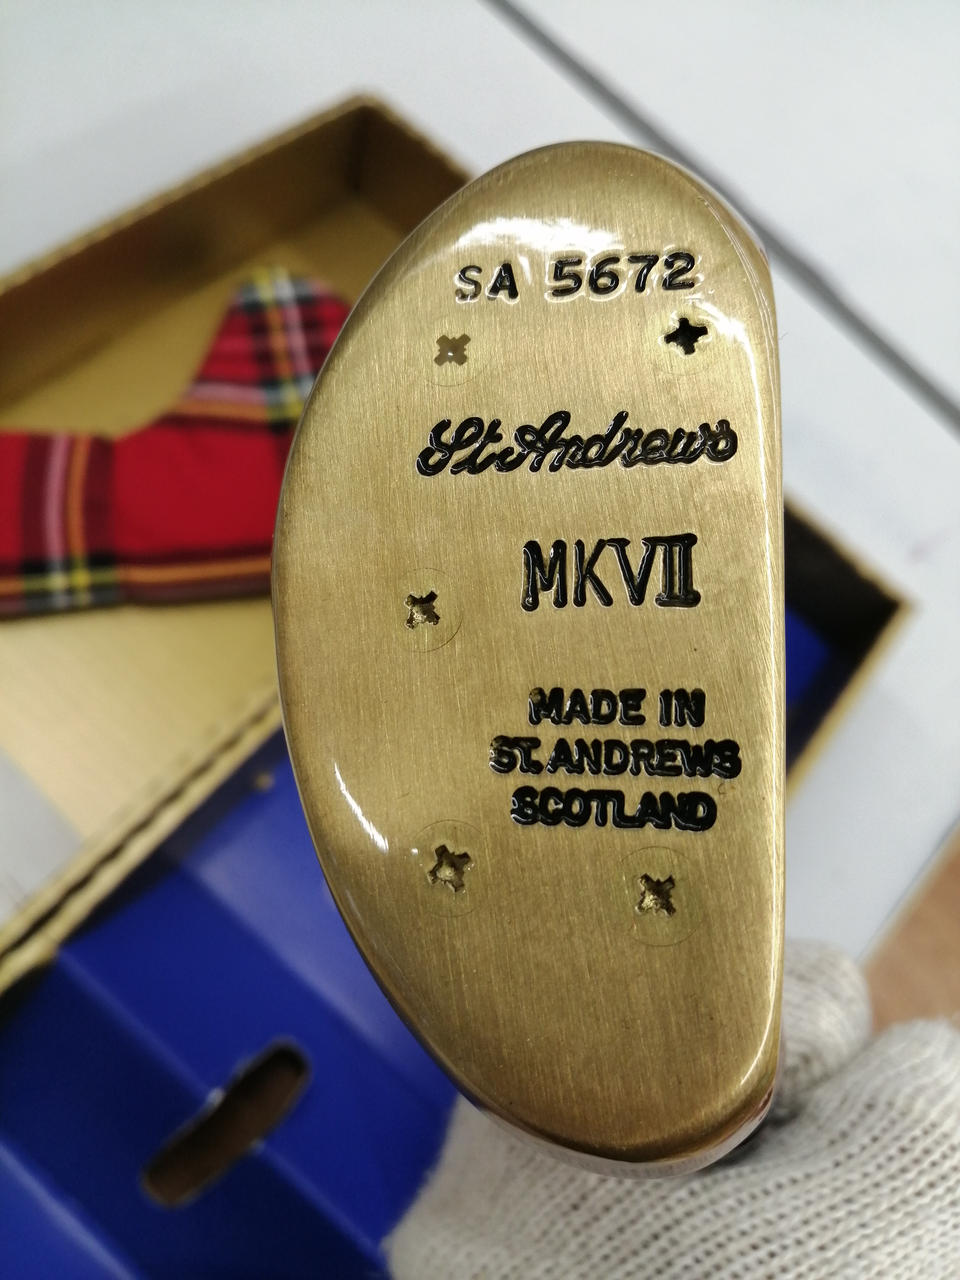 SA 5672
St Andrews
MKVII
MADE IN
ST. ANDREWS
SCOTLAND